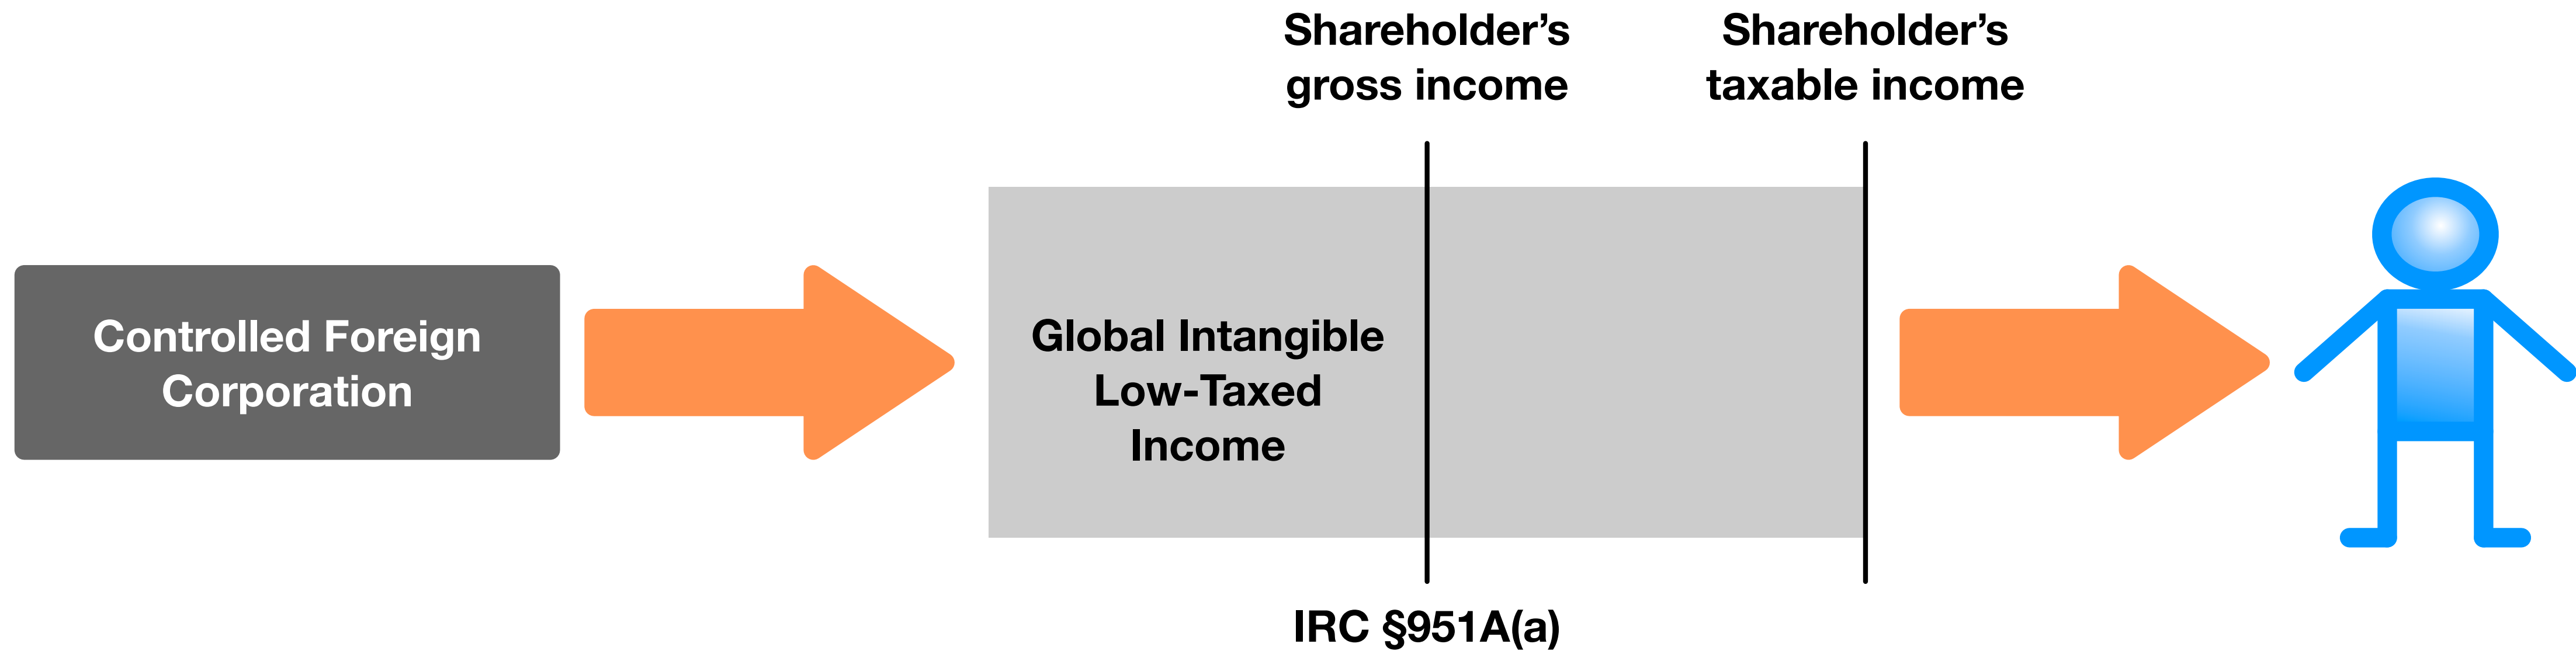 Shareholder’s
gross income
Shareholder’s
taxable income
Controlled Foreign
Corporation
Global Intangible
Low-Taxed
Income
IRC §951A(a)